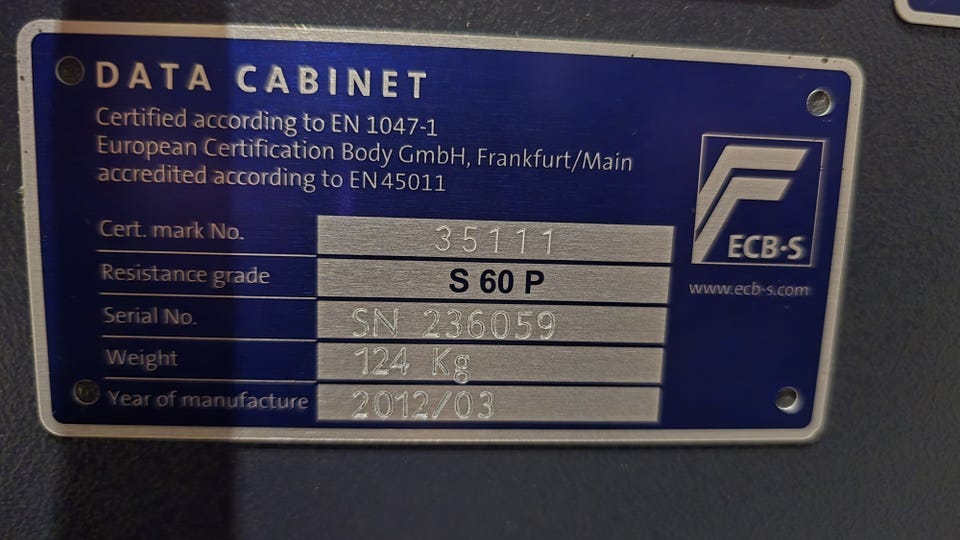 DATA CABINET
Certified according to EN 1047-1
European Certification Body GmbH, Frankfurt/Main
accredited according to EN 45011
Cert. mark No. 35111
Resistance grade S 60 P
Serial No. SN 236059
Weight 124 Kg
Year of manufacture 2012/03
ECB·S
www.ecb-s.com